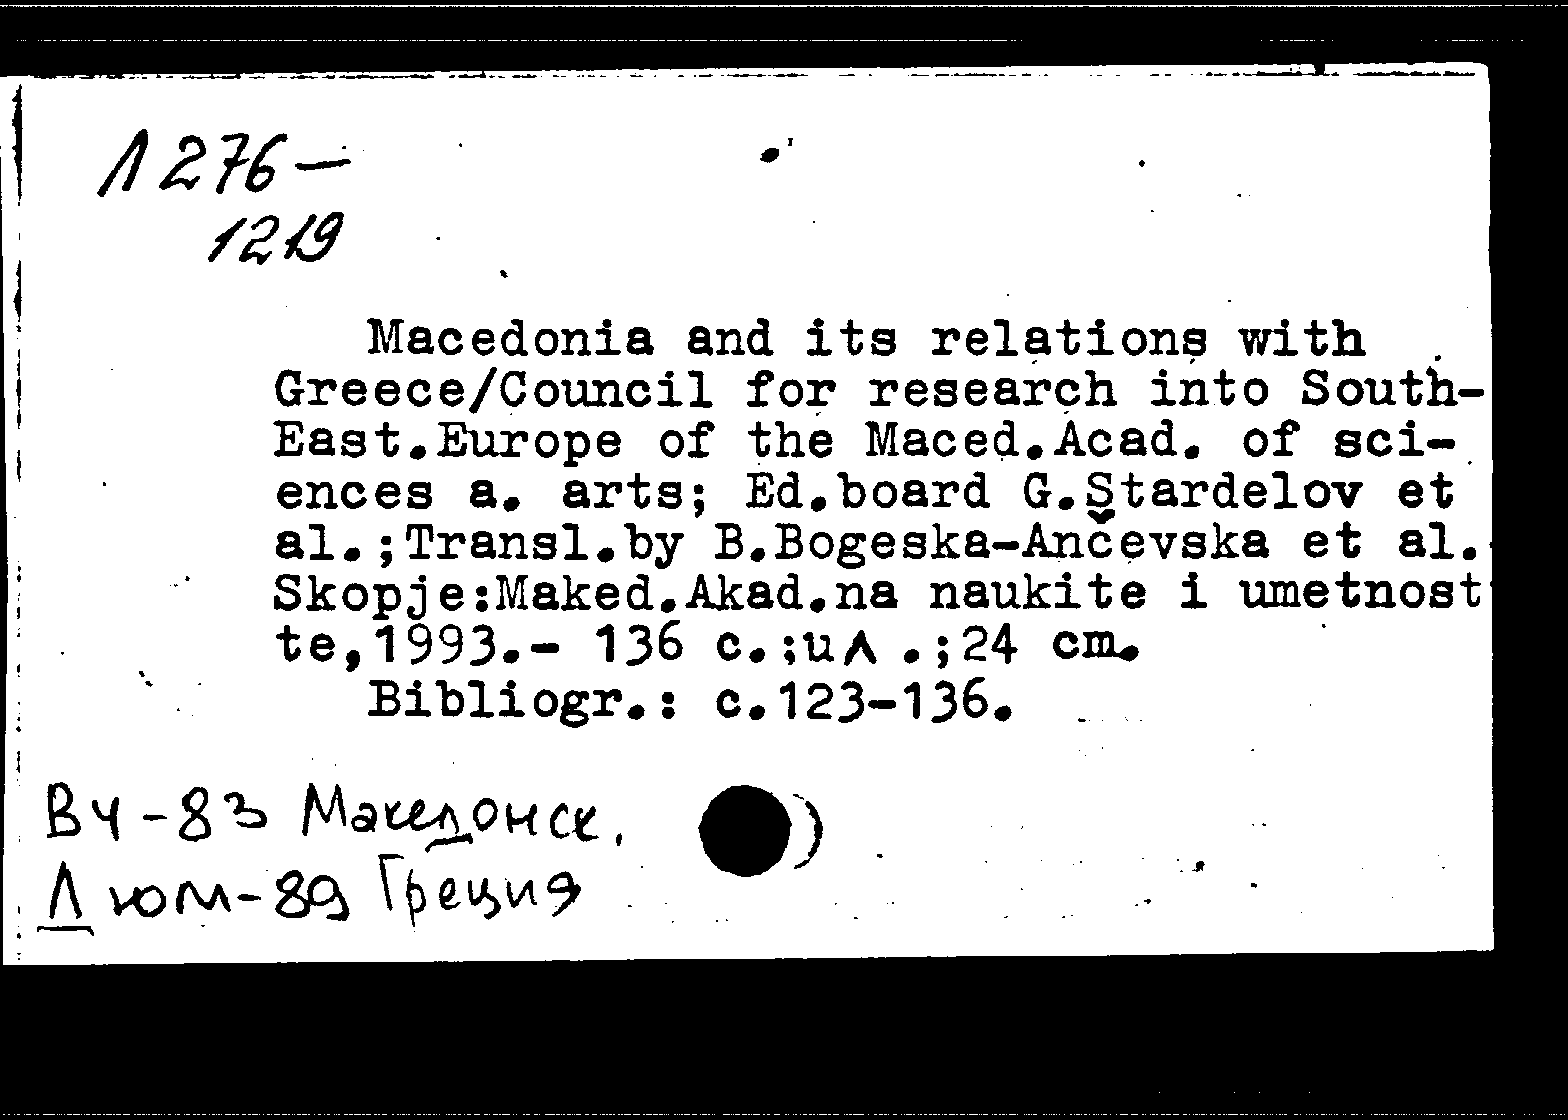 Л 276—
1219
Macedonia and its relations with
Greece/Council for research into South-
East.Europe of the Maced.Acad. of sci-
ences a. arts; Ed.board G.Stardelov et
al.;Transl.by B.Bogeska-Ančevska et al.
Skopje:Maked.Akad.na naukite i umetnost
te,1993.- 136 c.;ил .;24 cm.
Bibliogr.: c.123-136.
Вч-83 Македонск.
Л юм-89 Греция